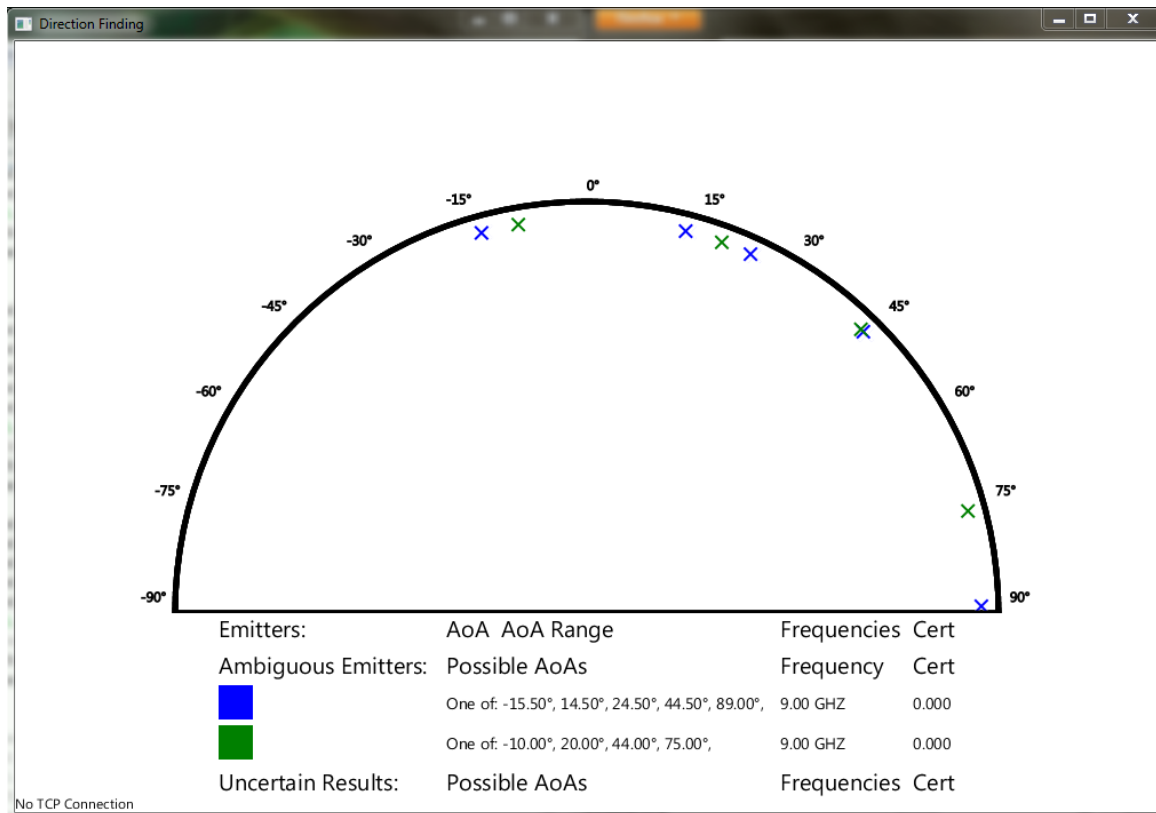 Direction Finding
0°
-15° 15°
-30° 30°
-45° 45°
-60° 60°
-75° 75°
-90° 90°
Emitters: AoA AoA Range Frequencies Cert
Ambiguous Emitters: Possible AoAs Frequency Cert
One of: -15.50°, 14.50°, 24.50°, 44.50°, 89.00°, 9.00 GHZ 0.000
One of: -10.00°, 20.00°, 44.00°, 75.00°, 9.00 GHZ 0.000
Uncertain Results: Possible AoAs Frequencies Cert
No TCP Connection